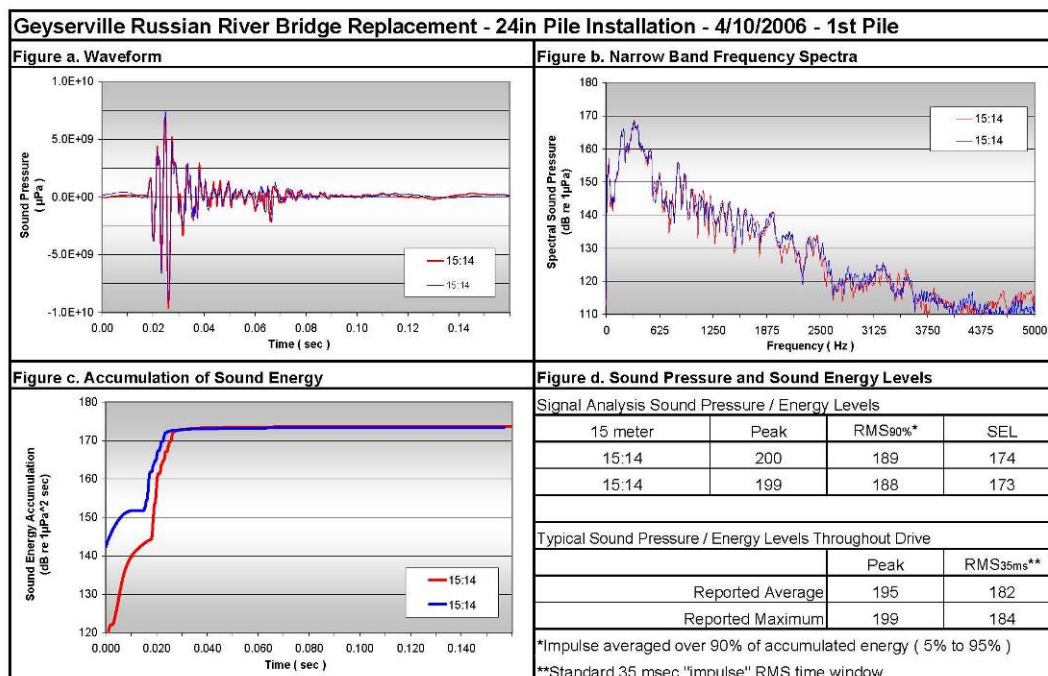 Geyserville Russian River Bridge Replacement - 24in Pile Installation - 4/10/2006 - 1st Pile
Figure a. Waveform
1.0E+10
5.0E+09
0.0E+00
-5.0E+09
-1.0E+10
Sound Pressure
( µPa )
15:14
15:14
0.00 0.02 0.04 0.06 0.08 0.10 0.12 0.14
Time ( sec )
Figure b. Narrow Band Frequency Spectra
180
170
160
150
140
130
120
110
Spectral Sound Pressure
(dB re 1µPa)
15:14
15:14
0 625 1250 1875 2500 3125 3750 4375 5000
Frequency ( Hz )
Figure c. Accumulation of Sound Energy
180
170
160
150
140
130
120
Sound Energy Accumulation
(dB re 1µPa^2 sec)
15:14
15:14
0.000 0.020 0.040 0.060 0.080 0.100 0.120 0.140
Time ( sec )
Figure d. Sound Pressure and Sound Energy Levels
Signal Analysis Sound Pressure / Energy Levels
15 meter Peak RMS90%* SEL
15:14 200 189 174
15:14 199 188 173
Typical Sound Pressure / Energy Levels Throughout Drive
Peak RMS35ms**
Reported Average 195 182
Reported Maximum 199 184
*Impulse averaged over 90% of accumulated energy ( 5% to 95% )
**Standard 35 msec "impulse" RMS time window